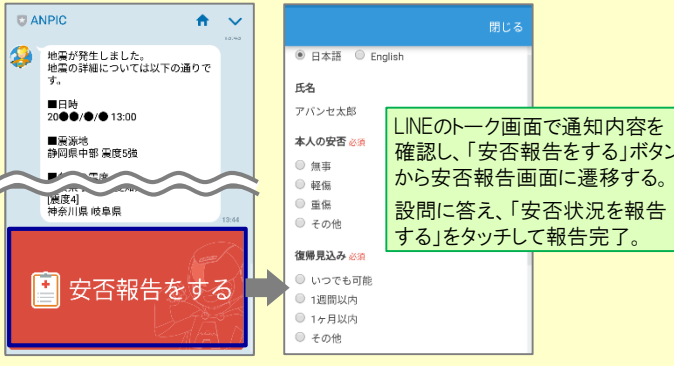 ANPIC
地震が発生しました。
地震の詳細については以下の通りで
す。
■日時
20●●/●/● 13:00
■震源地
静岡県中部 震度5強
[震度4]
神奈川県 岐阜県
13:44
安否報告をする
閉じる
日本語 English
氏名
アバンセ太郎
本人の安否 必須
無事
軽傷
重傷
その他
復帰見込み 必須
いつでも可能
1週間以内
1ヶ月以内
その他
LINEのトーク画面で通知内容を
確認し、「安否報告をする」ボタン
から安否報告画面に遷移する。
設問に答え、「安否状況を報告
する」をタッチして報告完了。